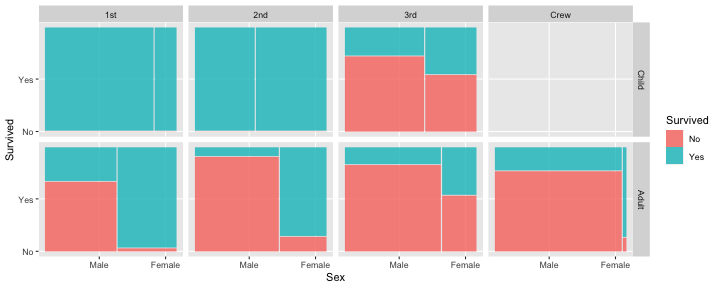 1st 2nd 3rd Crew
Child
Yes
No
Survived
Survived
No
Yes
Adult
Yes
No
Male Female Male Female Male Female Male Female
Sex